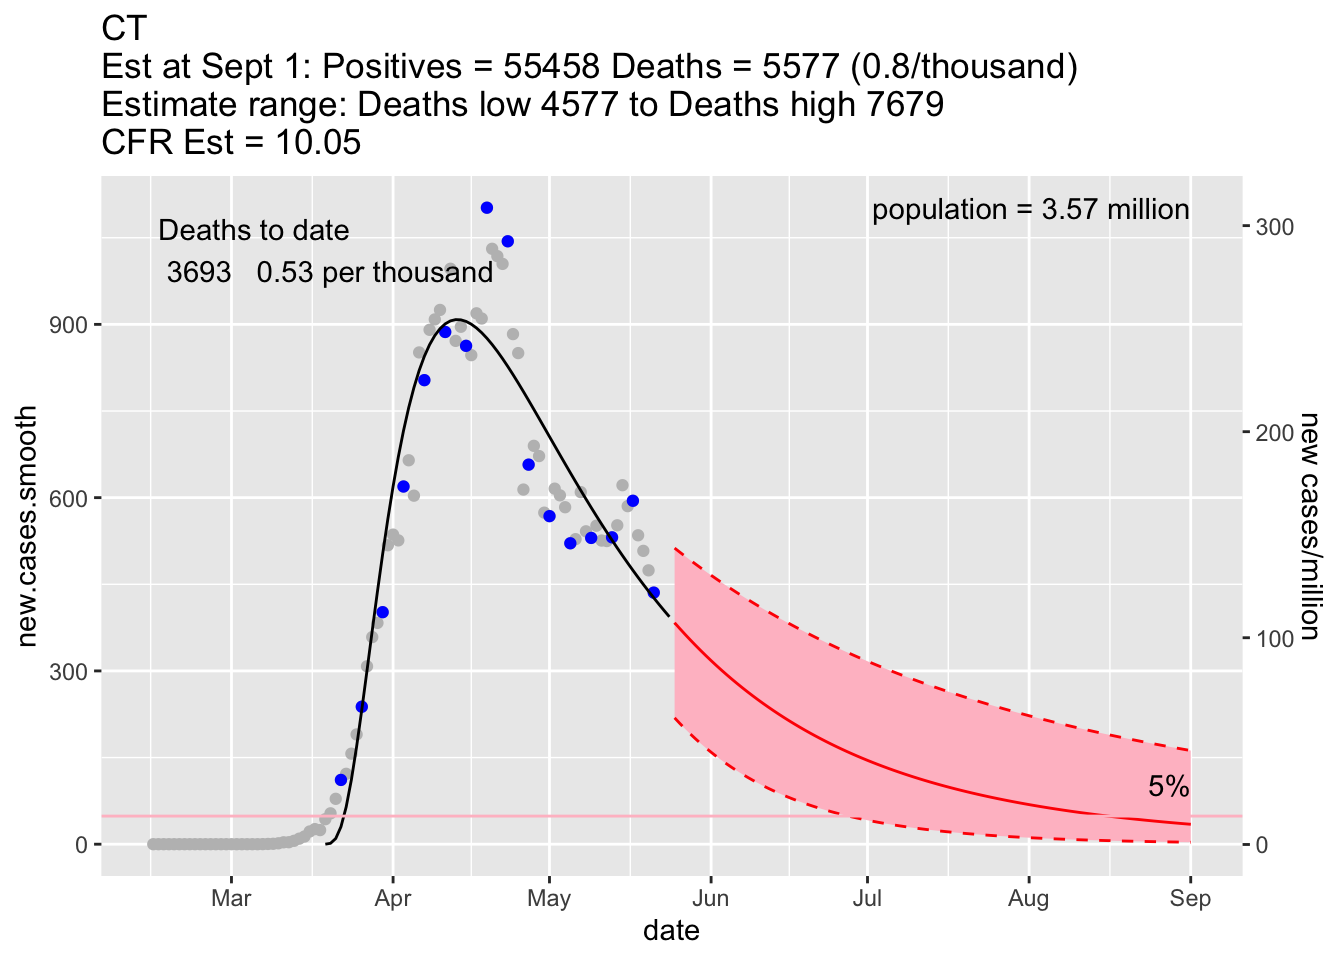 CT
Est at Sept 1: Positives = 55458 Deaths = 5577 (0.8/thousand)
Estimate range: Deaths low 4577 to Deaths high 7679
CFR Est = 10.05
Deaths to date
3693 0.53 per thousand
population = 3.57 million
900
600
300
0
new.cases.smooth
300
200
100
0
new cases/million
5%
Mar
Apr
May
Jun
Jul
Aug
Sep
date